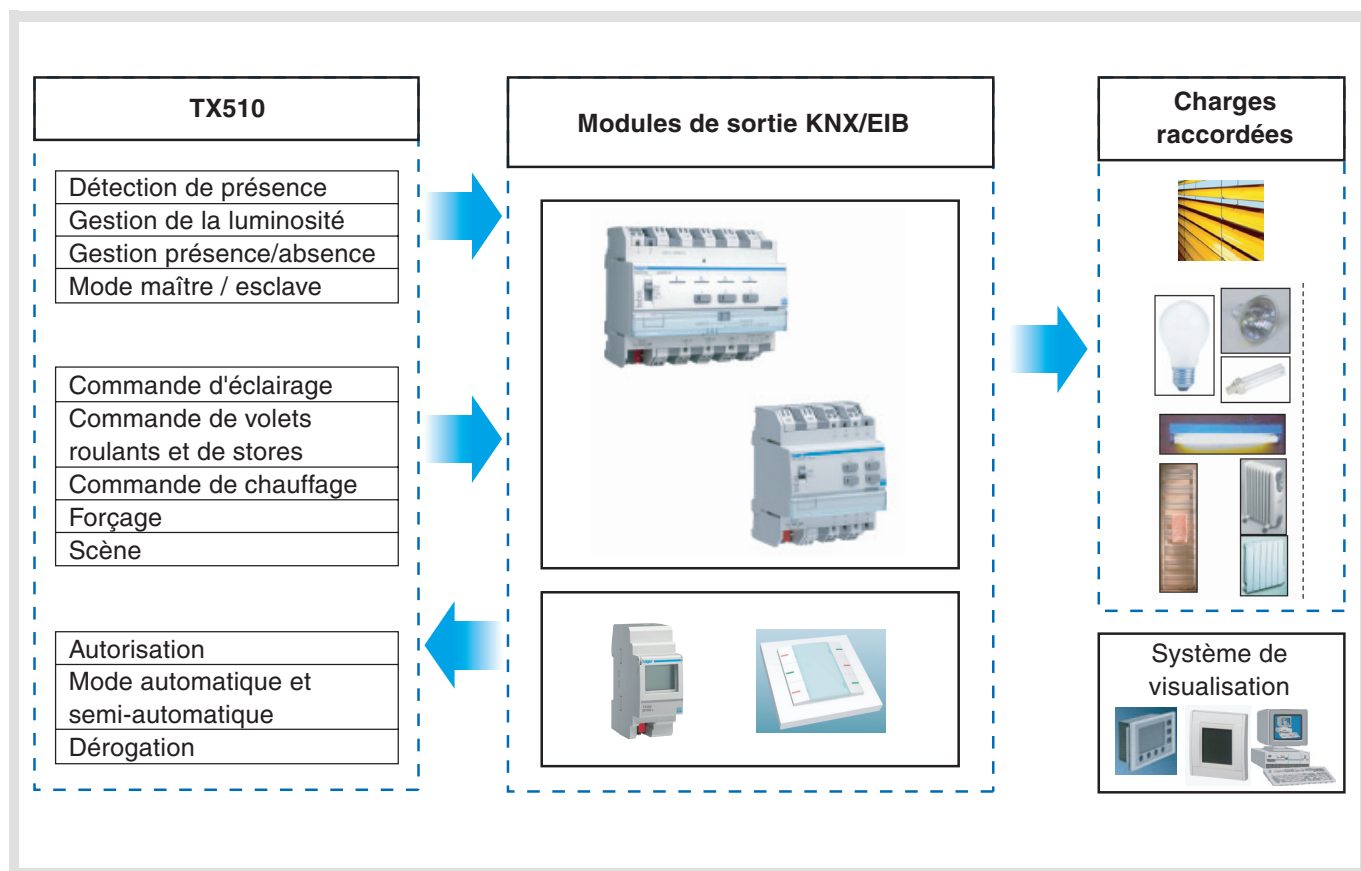 TX510
Détection de présence
Gestion de la luminosité
Gestion présence/absence
Mode maître / esclave
Commande d'éclairage
Commande de volets
roulants et de stores
Commande de chauffage
Forçage
Scène
Autorisation
Mode automatique et
semi-automatique
Dérogation
Modules de sortie KNX/EIB
Charges
raccordées
Système de
visualisation